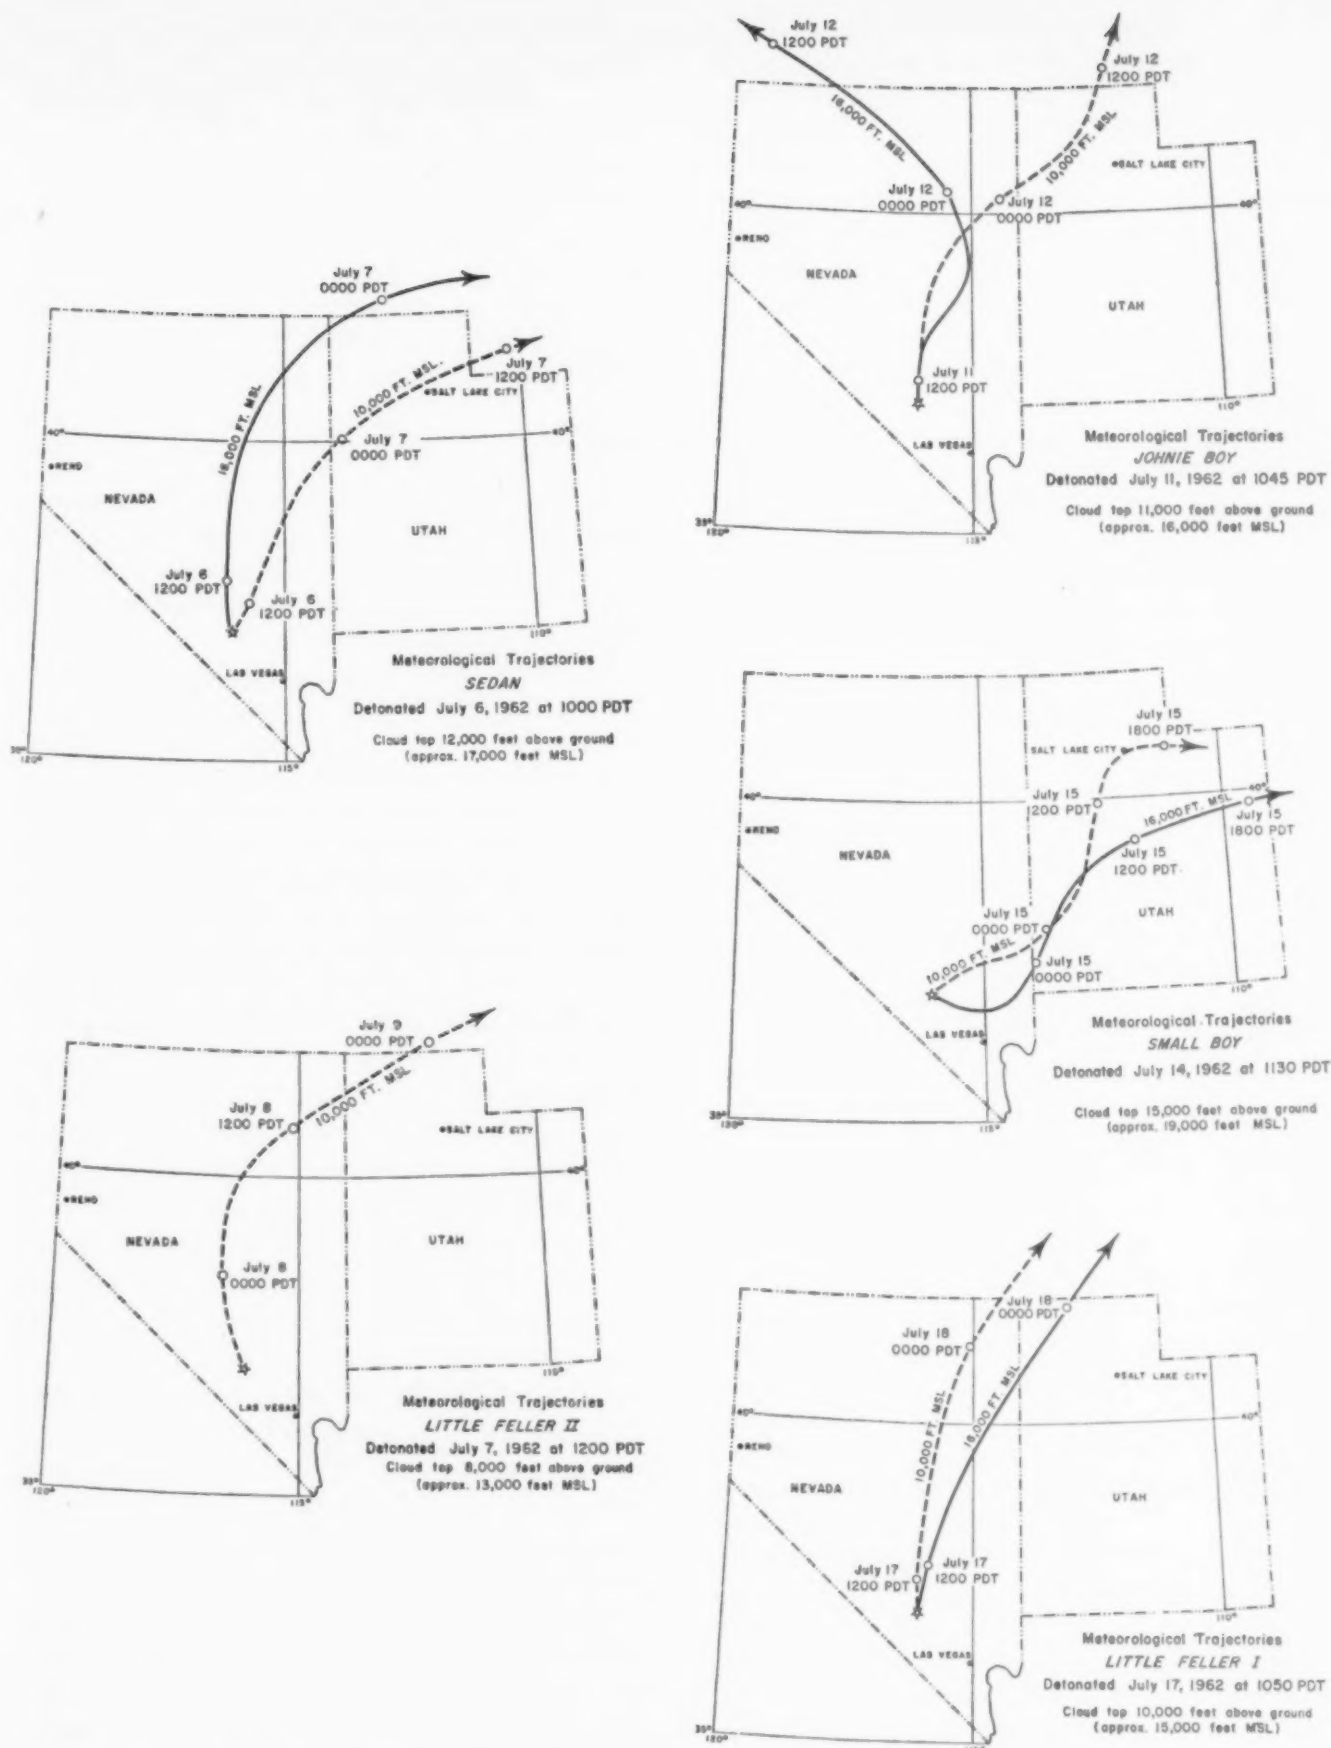 July 7
0000 PDT
16,000 FT. MSL
10,000 FT. MSL.
July 7
1200 PDT
SALT LAKE CITY
40°
40°
July 7
0000 PDT
RENO
NEVADA
UTAH
July 6
1200 PDT
July 6
1200 PDT
LAS VEGAS
110°
35°
120°
115°
Meteorological Trajectories
SEDAN
Detonated July 6, 1962 at 1000 PDT
Cloud top 12,000 feet above ground
(approx. 17,000 feet MSL)
July 9
0000 PDT
10,000 FT. MSL
July 8
1200 PDT
SALT LAKE CITY
40°
40°
RENO
NEVADA
UTAH
July 8
0000 PDT
LAS VEGAS
110°
35°
120°
115°
Meteorological Trajectories
LITTLE FELLER II
Detonated July 7, 1962 at 1200 PDT
Cloud top 8,000 feet above ground
(approx. 13,000 feet MSL)
July 12
1200 PDT
July 12
1200 PDT
16,000 FT. MSL
10,000 FT. MSL
SALT LAKE CITY
July 12
0000 PDT
July 12
0000 PDT
40°
40°
RENO
NEVADA
UTAH
July 11
1200 PDT
LAS VEGAS
110°
35°
120°
115°
Meteorological Trajectories
JOHNIE BOY
Detonated July 11, 1962 at 1045 PDT
Cloud top 11,000 feet above ground
(approx. 16,000 feet MSL)
July 15
1800 PDT
SALT LAKE CITY
July 15
1200 PDT
40°
40°
16,000 FT. MSL
July 15
1800 PDT
July 15
1200 PDT
RENO
NEVADA
UTAH
July 15
0000 PDT
10,000 FT. MSL
July 15
0000 PDT
LAS VEGAS
110°
35°
115°
Meteorological Trajectories
SMALL BOY
Detonated July 14, 1962 at 1130 PDT
Cloud top 15,000 feet above ground
(approx. 19,000 feet MSL)
July 18
0000 PDT
July 18
0000 PDT
SALT LAKE CITY
10,000 FT. MSL
16,000 FT. MSL
40°
40°
RENO
NEVADA
UTAH
July 17
1200 PDT
July 17
1200 PDT
LAS VEGAS
110°
35°
120°
Meteorological Trajectories
LITTLE FELLER I
Detonated July 17, 1962 at 1050 PDT
Cloud top 10,000 feet above ground
(approx. 15,000 feet MSL)